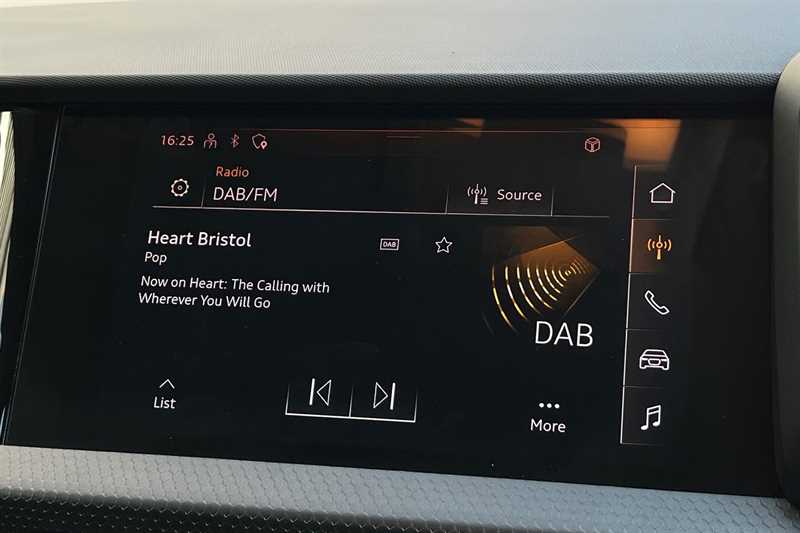 16:25
Radio
DAB/FM
Source
Heart Bristol
DAB
Pop
Now on Heart: The Calling with
Wherever You Will Go
DAB
List
More